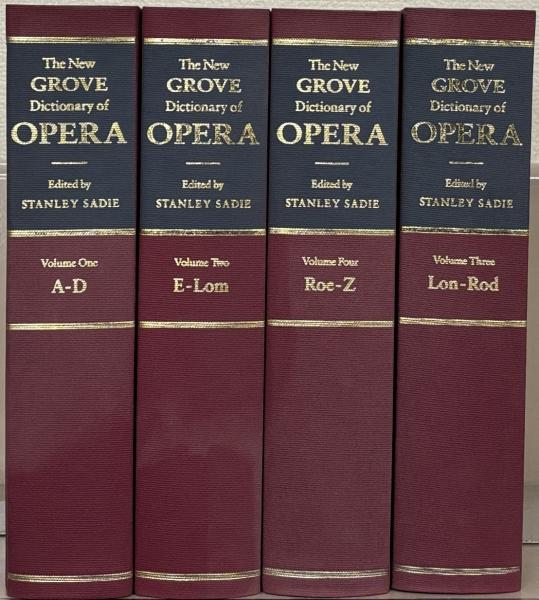 The New
GROVE
Dictionary of
OPERA
Edited by
STANLEY SADIE
Volume One
A-D
The New
GROVE
Dictionary of
OPERA
Edited by
STANLEY SADIE
Volume Two
E-Lom
The New
GROVE
Dictionary of
OPERA
Edited by
STANLEY SADIE
Volume Four
Roe-Z
The New
GROVE
Dictionary of
OPERA
Edited by
STANLEY SADIE
Volume Three
Lon-Rod